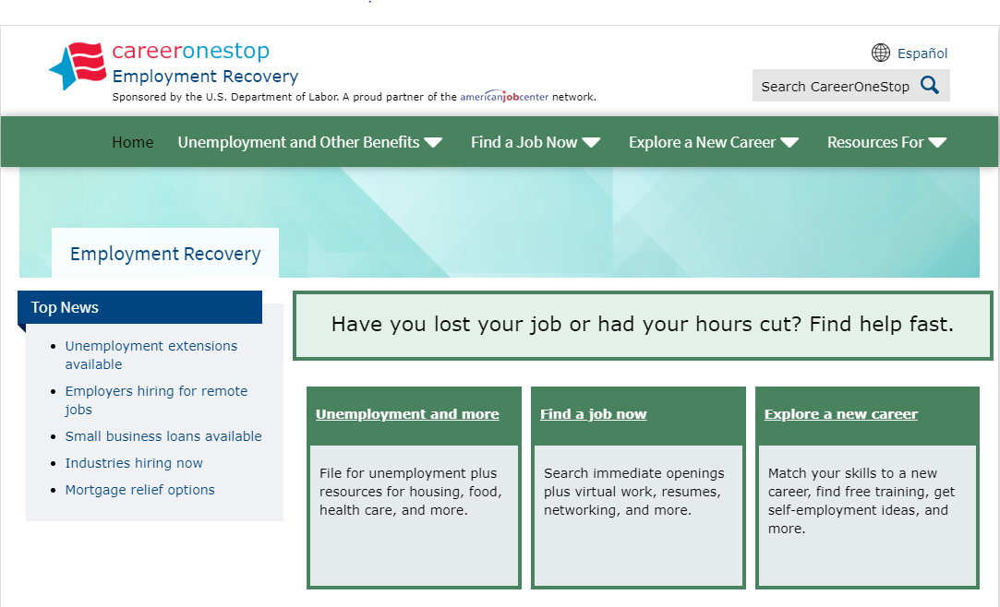 careeronestop
Employment Recovery
Sponsored by the U.S. Department of Labor. A proud partner of the americanjobcenter network.
Español
Search CareerOneStop
Home Unemployment and Other Benefits Find a Job Now Explore a New Career Resources For
Employment Recovery
Top News
Unemployment extensions
available
Employers hiring for remote
jobs
Small business loans available
Industries hiring now
Mortgage relief options
Have you lost your job or had your hours cut? Find help fast.
Unemployment and more
File for unemployment plus
resources for housing, food,
health care, and more.
Find a job now
Search immediate openings
plus virtual work, resumes,
networking, and more.
Explore a new career
Match your skills to a new
career, find free training, get
self-employment ideas, and
more.